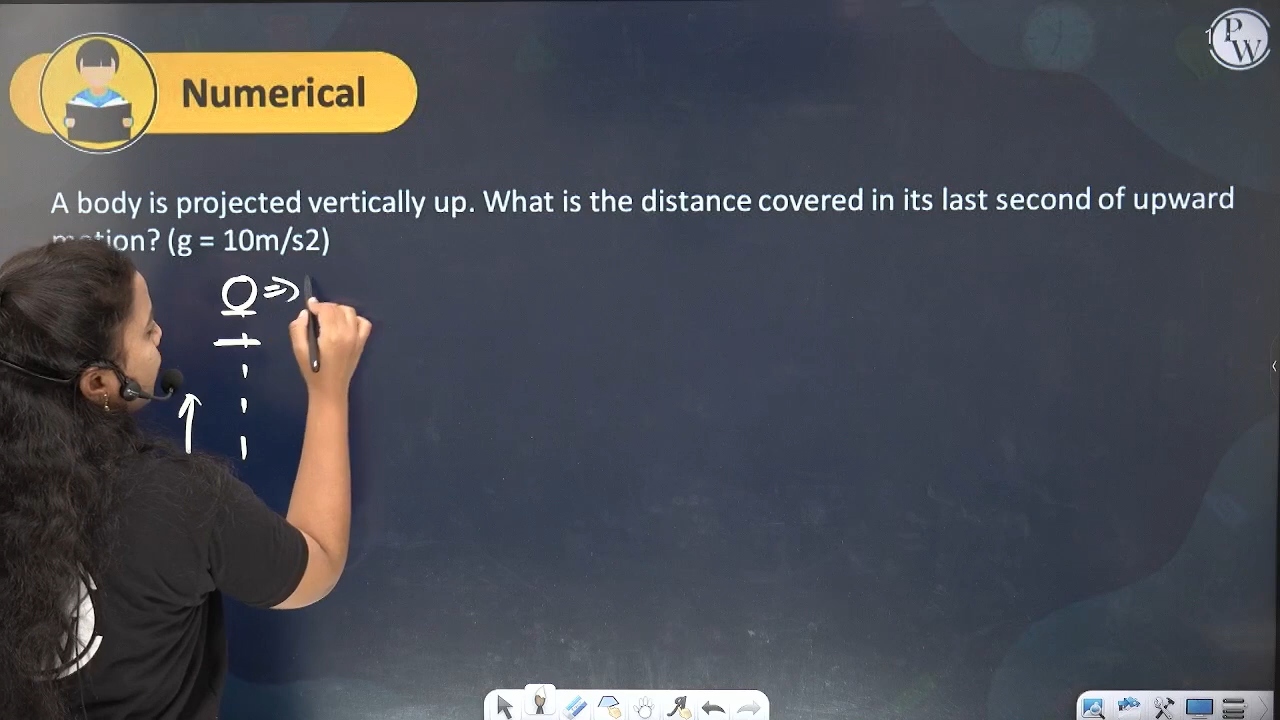 PW
Numerical
A body is projected vertically up. What is the distance covered in its last second of upward
motion? (g = 10m/s2)